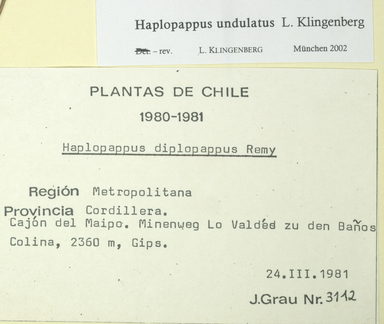 Haplopappus undulatus L. Klingenberg
Det. – rev. L. KLINGENBERG München 2002
PLANTAS DE CHILE
1980-1981
Haplopappus diplopappus Remy
Región Metropolitana
Provincia Cordillera.
Cajón del Maipo. Minenweg Lo Valdés zu den Baños
Colina, 2360 m, Gips.
24.III.1981
J.Grau Nr. 3112